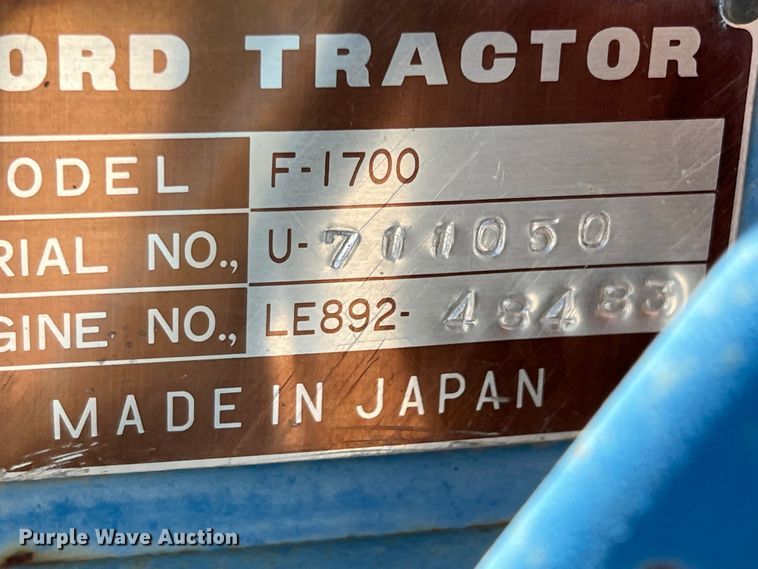 ORD TRACTOR
ODEL F-1700
RIAL NO., U-711050
GINE NO., LE892-48483
MADE IN JAPAN
Purple Wave Auction